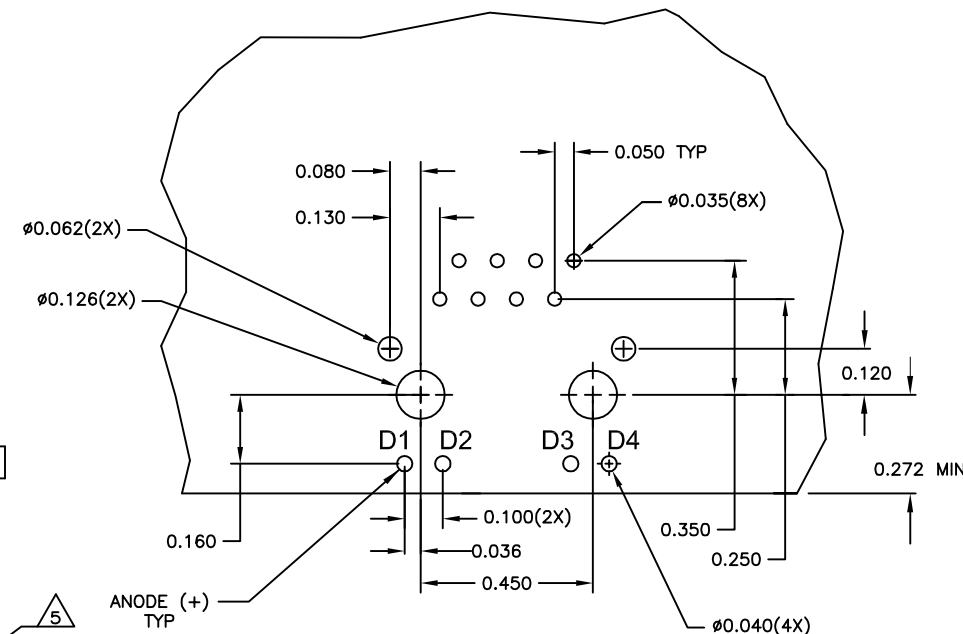 0.050 TYP
0.080
ø0.035(8X)
0.130
ø0.062(2X)
ø0.126(2X)
0.120
D1 D2 D3 D4
0.272 MIN
0.100(2X)
0.350
0.160
0.036
0.250
0.450
ANODE (+)
TYP
5
ø0.040(4X)